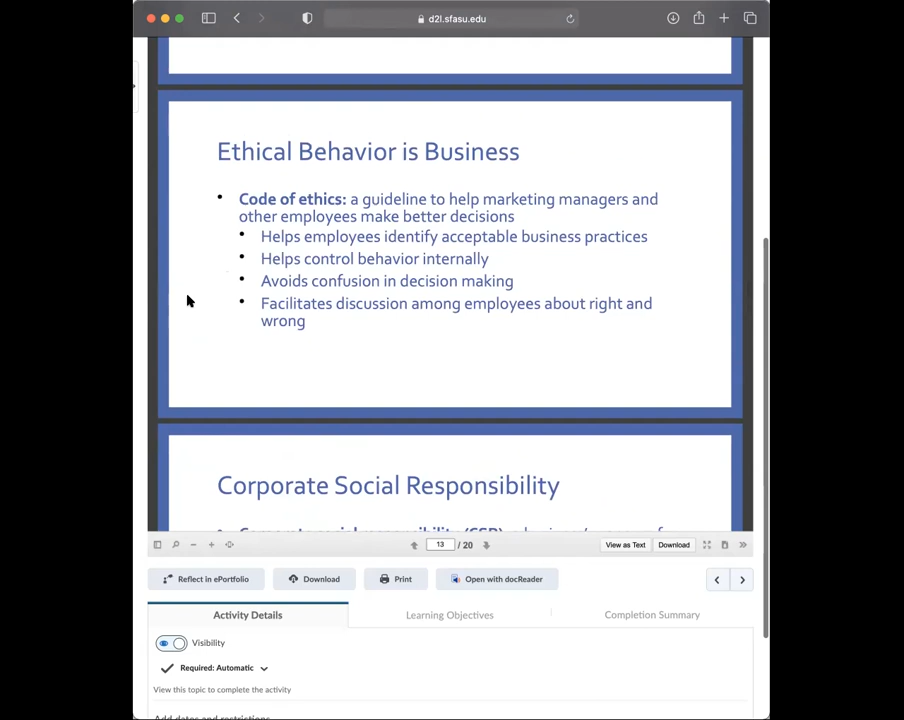 d2l.sfasu.edu
Ethical Behavior is Business
• Code of ethics: a guideline to help marketing managers and
other employees make better decisions
• Helps employees identify acceptable business practices
• Helps control behavior internally
• Avoids confusion in decision making
• Facilitates discussion among employees about right and
wrong
Corporate Social Responsibility
13 / 20
View as Text
Download
Reflect in ePortfolio
Download
Print
Open with docReader
Activity Details
Learning Objectives
Completion Summary
Visibility
Required: Automatic
View this topic to complete the activity
Add dates and restrictions